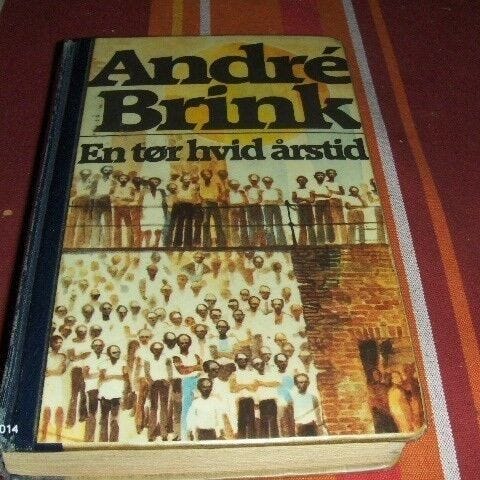 André
Brink
En tør hvid årstid
014